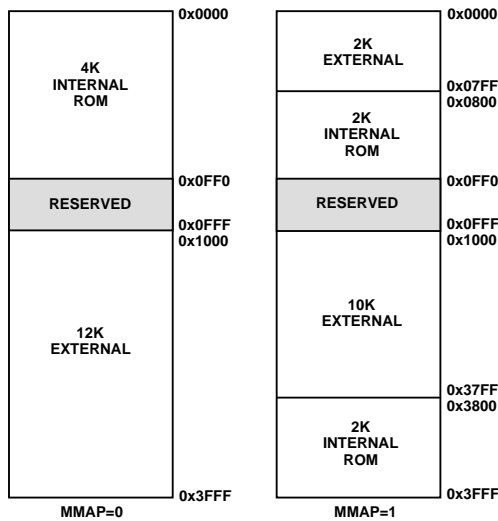 0x0000
4K
INTERNAL
ROM
0x0FF0
RESERVED
0x0FFF
0x1000
12K
EXTERNAL
0x3FFF
MMAP=0
0x0000
2K
EXTERNAL
0x07FF
0x0800
2K
INTERNAL
ROM
0x0FF0
RESERVED
0x0FFF
0x1000
10K
EXTERNAL
0x37FF
0x3800
2K
INTERNAL
ROM
0x3FFF
MMAP=1